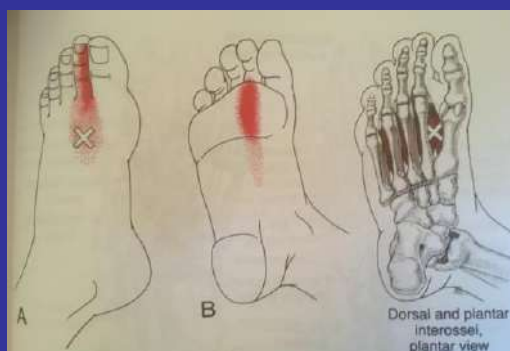 A
B
Dorsal and plantar
interossei,
plantar view